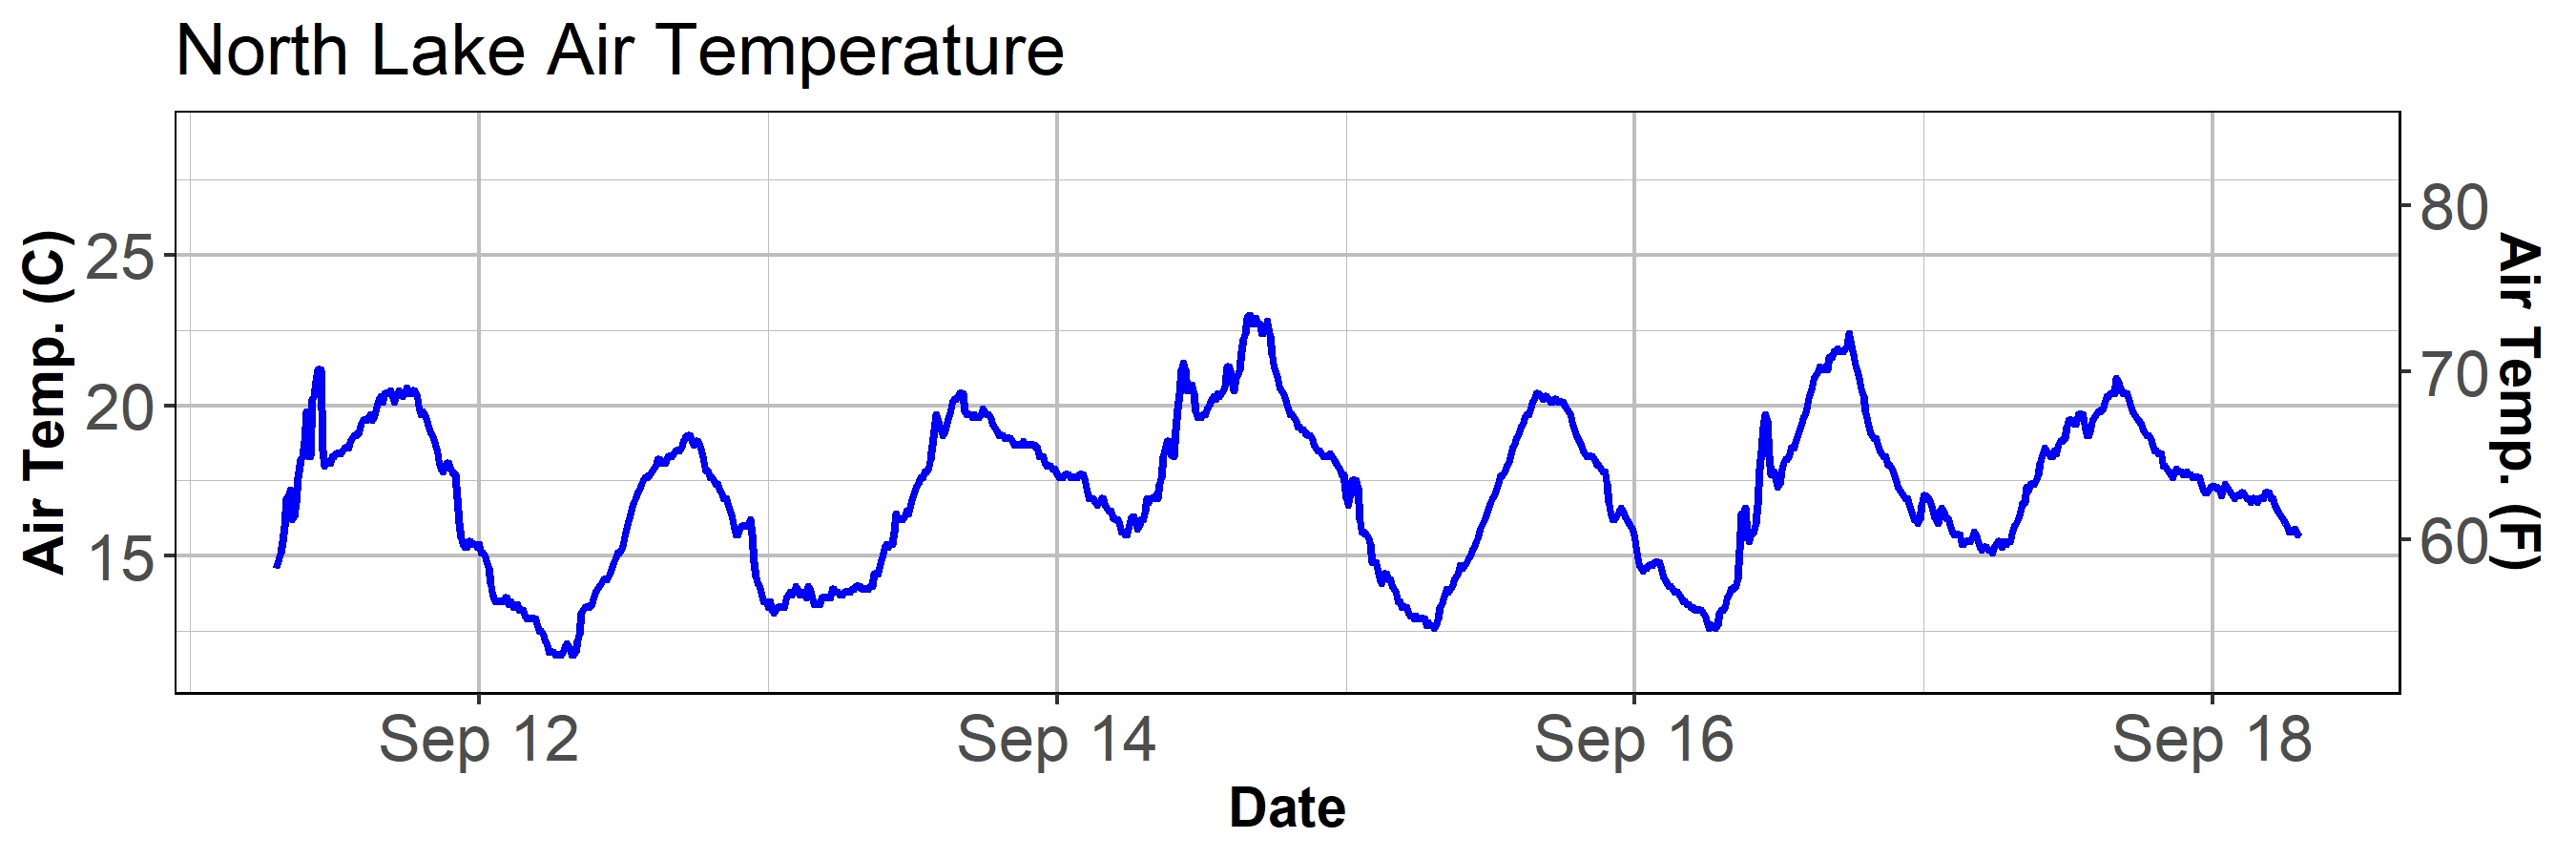 North Lake Air Temperature
Air Temp. (C)
25
20
15
80
70
60
Air Temp. (F)
Sep 12
Sep 14
Sep 16
Sep 18
Date